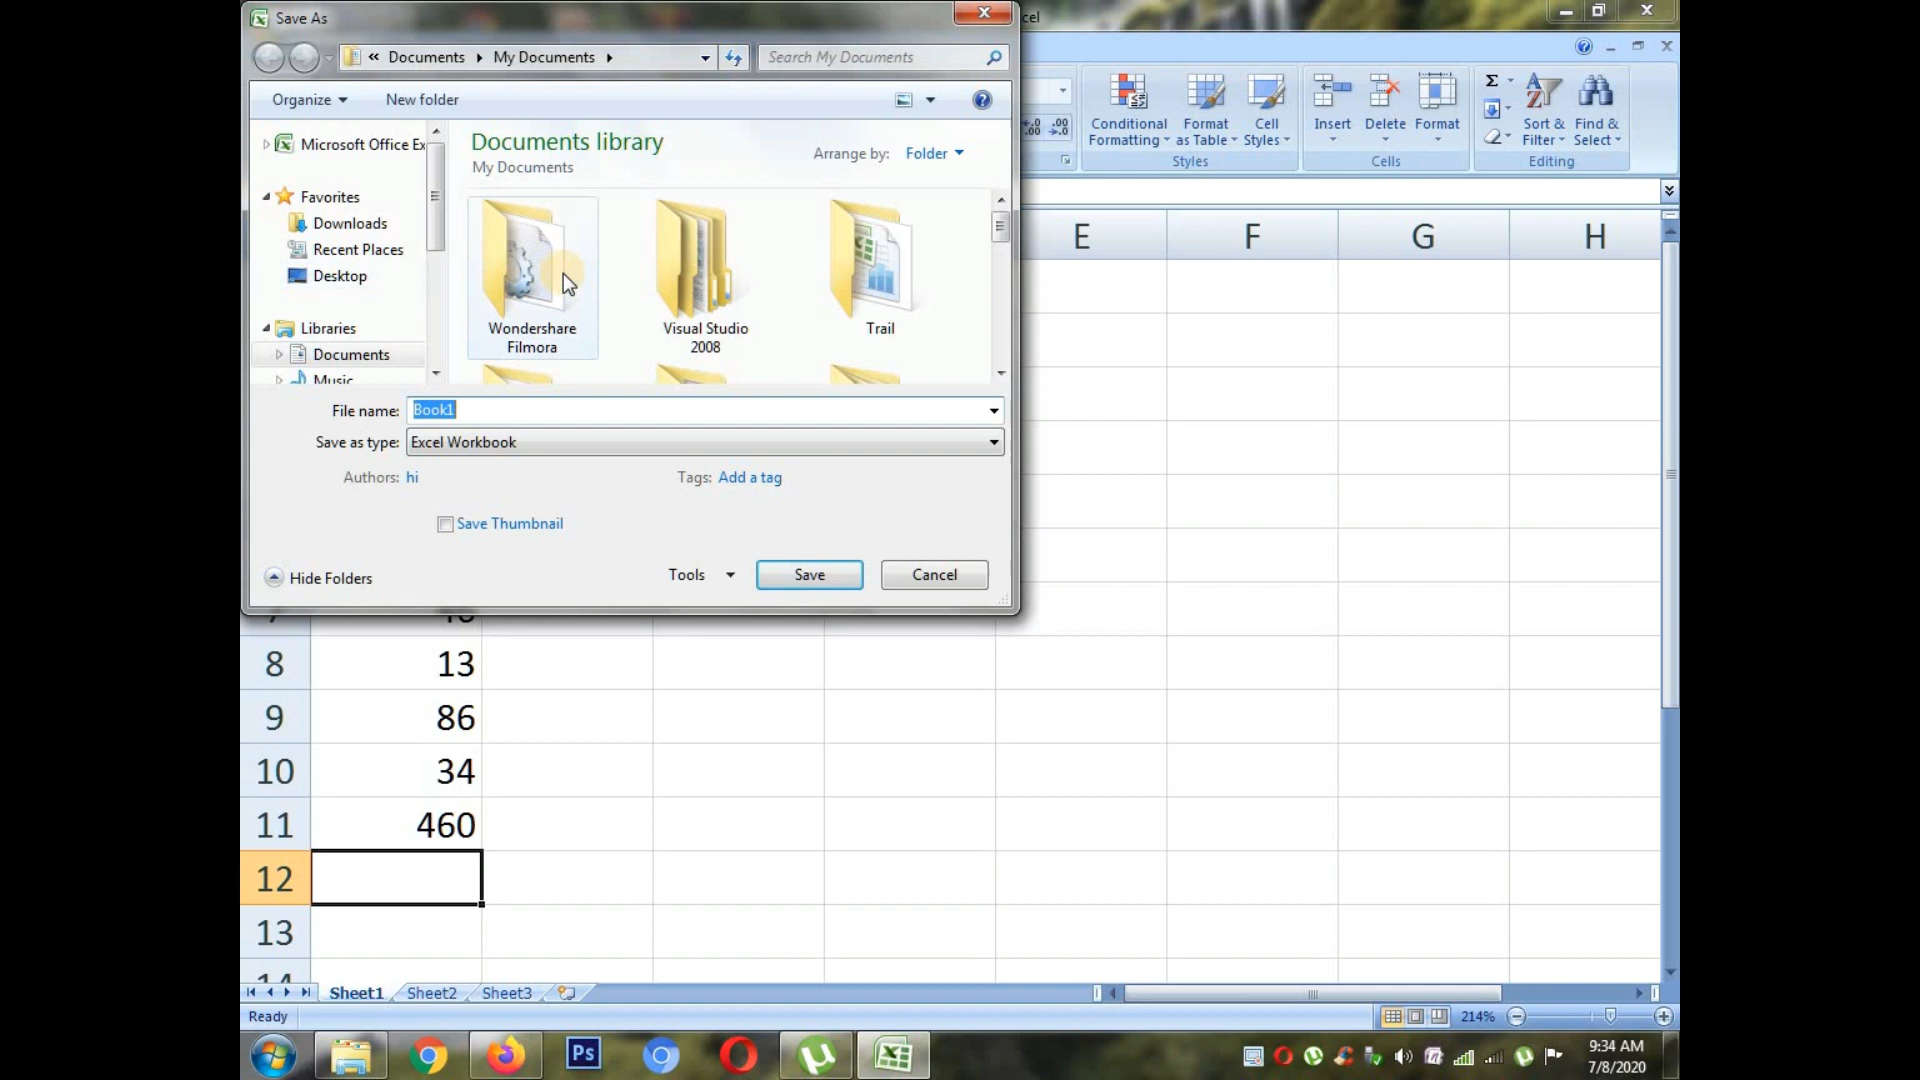 Save As
cel
« Documents My Documents
Search My Documents
Organize
New folder
Microsoft Office Ex
Favorites
Downloads
Recent Places
Desktop
Libraries
Documents
Music
Documents library
My Documents
Arrange by: Folder
Wondershare
Filmora
Visual Studio
2008
Trail
File name: Book1
Save as type: Excel Workbook
Authors: hi
Tags: Add a tag
Save Thumbnail
Hide Folders
Tools
Save
Cancel
Conditional
Formatting
Format
as Table
Cell
Styles
Styles
Insert
Delete
Format
Cells
Σ
Sort &
Filter
Find &
Select
Editing
E F G H
8 13
9 86
10 34
11 460
12
13
14
Sheet1 Sheet2 Sheet3
Ready
214%
Ps
9:34 AM
7/8/2020